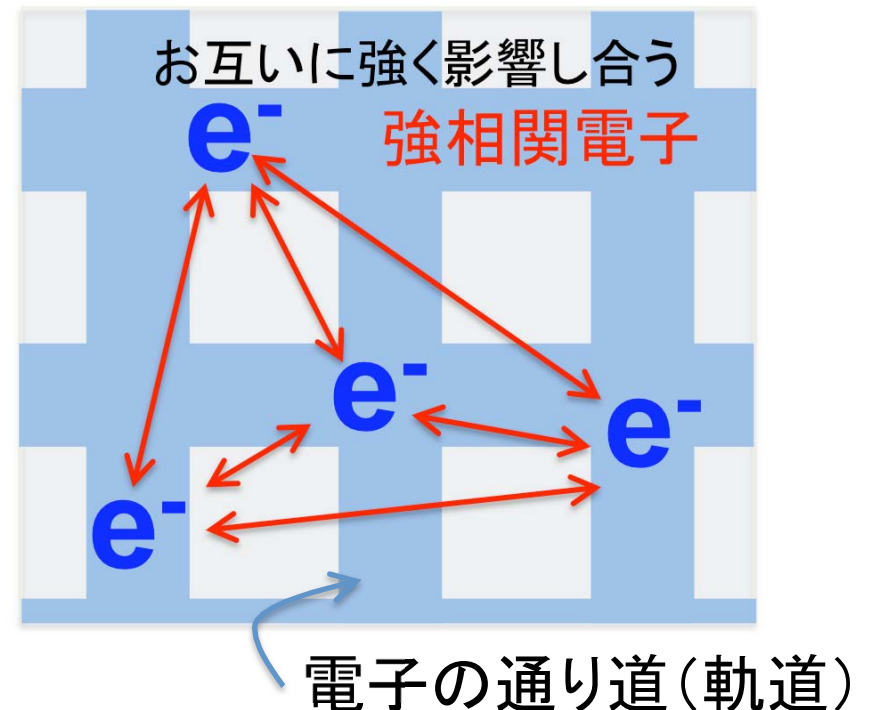 お互いに強く影響し合う
e-
強相関電子
e-
e-
e-
電子の通り道（軌道）